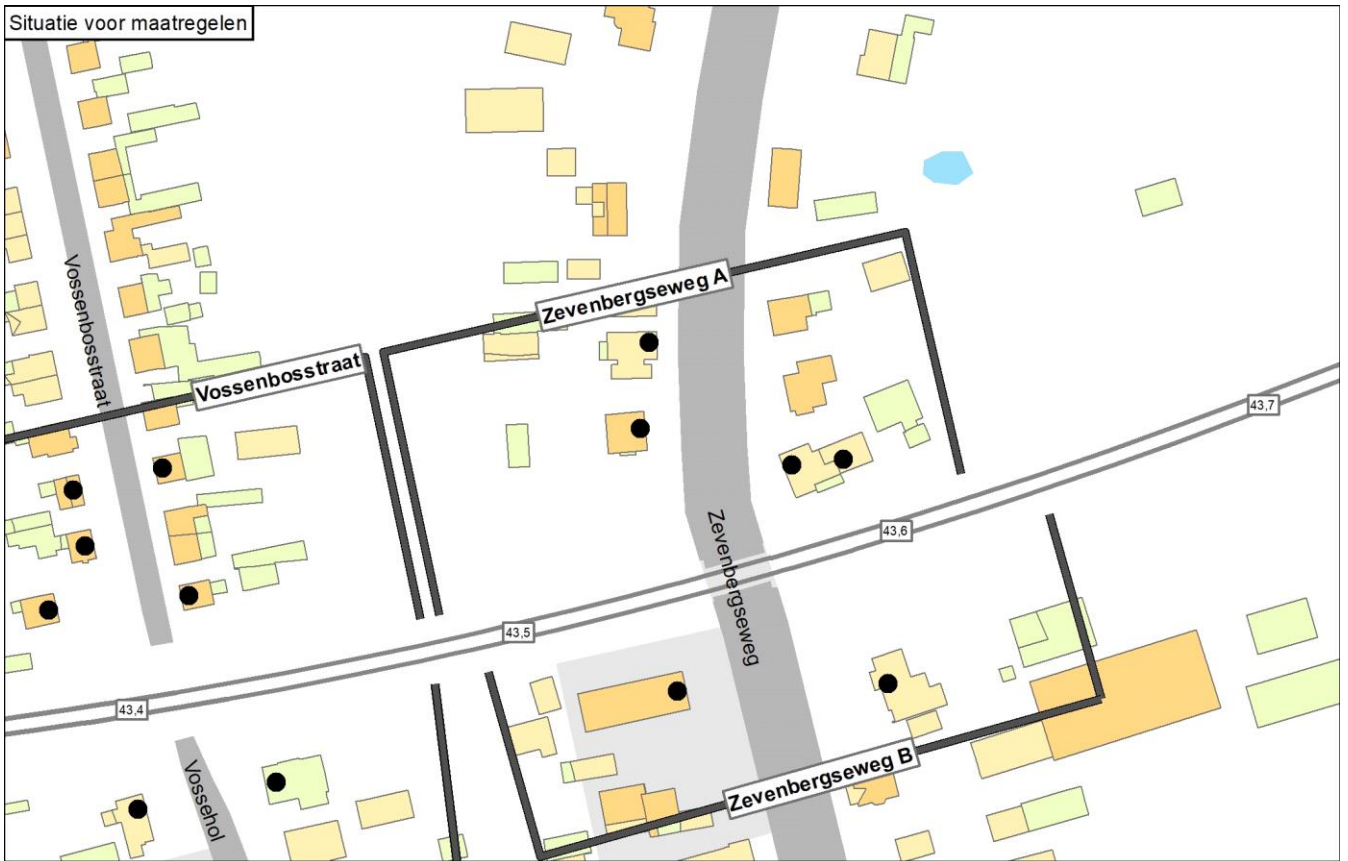 Situatie voor maatregelen
Vossenbosstraat
Zevenbergseweg A
Vossenbosstraat
43,7
43,6
Zevenbergseweg
43,5
43,4
Vossehol
Zevenbergseweg B